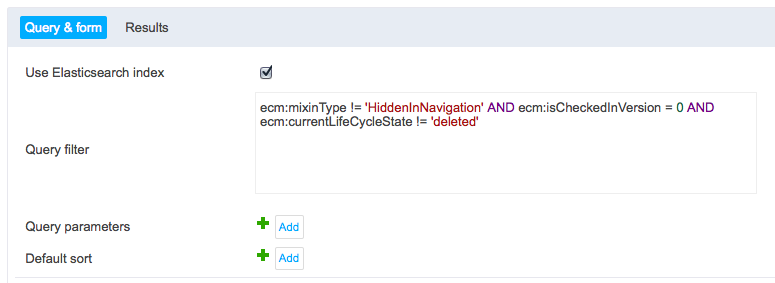 Query & form Results
Use Elasticsearch index
ecm:mixinType != 'HiddenInNavigation' AND ecm:isCheckedInVersion = 0 AND
ecm:currentLifeCycleState != 'deleted'
Query filter
Query parameters Add
Default sort Add